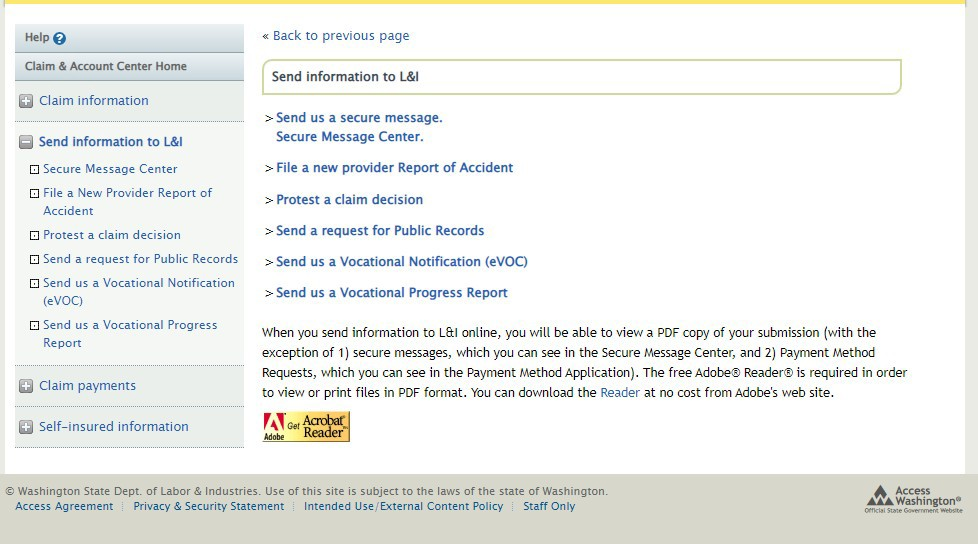 Help ?
Claim & Account Center Home
Claim information
Send information to L&I
Secure Message Center
File a New Provider Report of
Accident
Protest a claim decision
Send a request for Public Records
Send us a Vocational Notification
(eVOC)
Send us a Vocational Progress
Report
Claim payments
Self-insured information
« Back to previous page
Send information to L&I
> Send us a secure message.
Secure Message Center.
> File a new provider Report of Accident
> Protest a claim decision
> Send a request for Public Records
> Send us a Vocational Notification (eVOC)
> Send us a Vocational Progress Report
When you send information to L&I online, you will be able to view a PDF copy of your submission (with the
exception of 1) secure messages, which you can see in the Secure Message Center, and 2) Payment Method
Requests, which you can see in the Payment Method Application). The free Adobe® Reader® is required in order
to view or print files in PDF format. You can download the Reader at no cost from Adobe's web site.
Adobe
Get Acrobat
Reader
© Washington State Dept. of Labor & Industries. Use of this site is subject to the laws of the state of Washington.
Access Agreement Privacy & Security Statement Intended Use/External Content Policy Staff Only
Access
Washington®
Official State Government Website